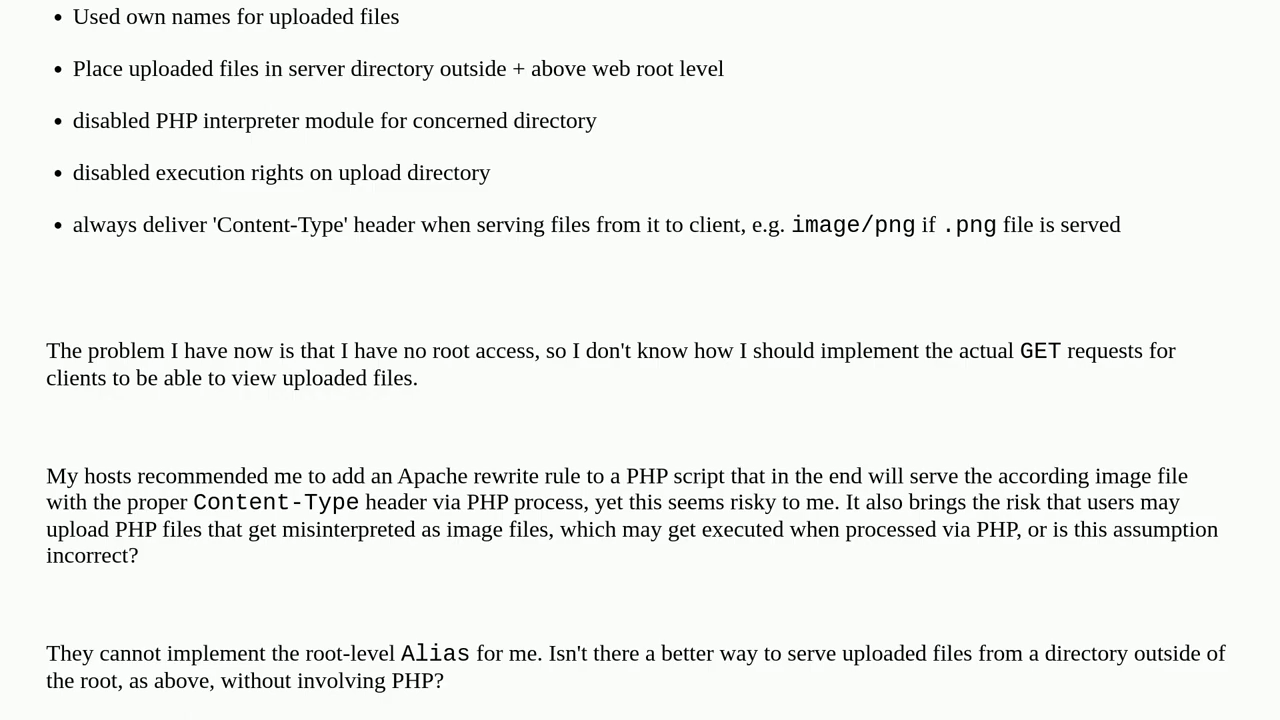 • Used own names for uploaded files
• Place uploaded files in server directory outside + above web root level
• disabled PHP interpreter module for concerned directory
• disabled execution rights on upload directory
• always deliver 'Content-Type' header when serving files from it to client, e.g. image/png if .png file is served
The problem I have now is that I have no root access, so I don't know how I should implement the actual GET requests for
clients to be able to view uploaded files.
My hosts recommended me to add an Apache rewrite rule to a PHP script that in the end will serve the according image file
with the proper Content-Type header via PHP process, yet this seems risky to me. It also brings the risk that users may
upload PHP files that get misinterpreted as image files, which may get executed when processed via PHP, or is this assumption
incorrect?
They cannot implement the root-level Alias for me. Isn't there a better way to serve uploaded files from a directory outside of
the root, as above, without involving PHP?